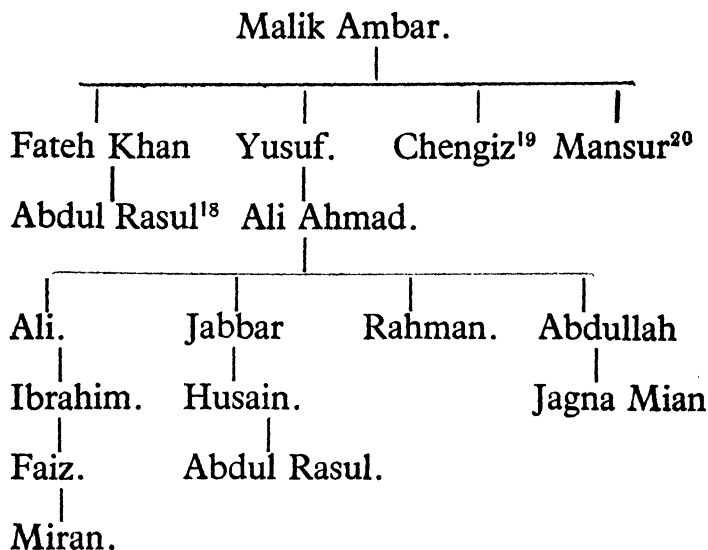 Malik Ambar.
Fateh Khan Yusuf. Chengiz¹⁹ Mansur²⁰
Abdul Rasul¹⁸ Ali Ahmad.
Ali. Jabbar Rahman. Abdullah
Ibrahim. Husain. Jagna Mian
Faiz. Abdul Rasul.
Miran.